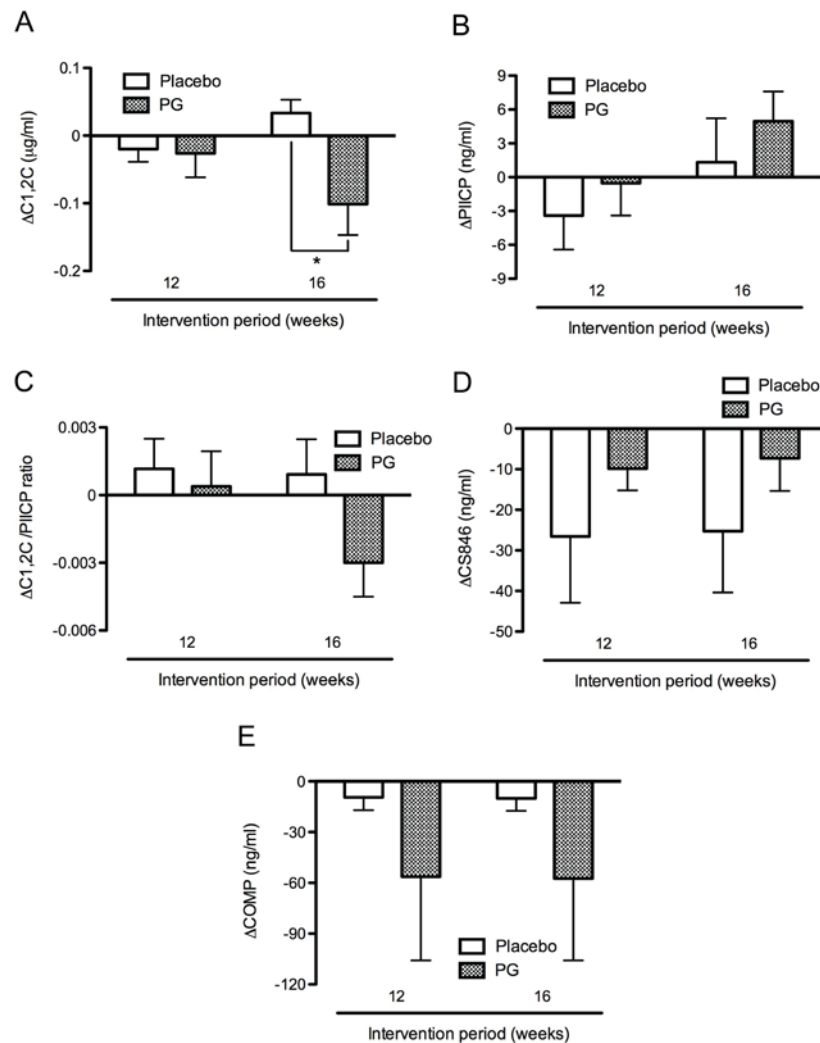 A
ΔC1,2C (μg/ml)
0.1
0
-0.1
-0.2
Placebo
PG
*
12
16
Intervention period (weeks)
B
ΔPIICP (ng/ml)
9
6
3
0
-3
-6
-9
Placebo
PG
12
16
Intervention period (weeks)
C
ΔC1,2C /PIICP ratio
0.003
0
-0.003
-0.006
Placebo
PG
12
16
Intervention period (weeks)
D
ΔCS846 (ng/ml)
0
-10
-20
-30
-40
-50
Placebo
PG
12
16
Intervention period (weeks)
E
ΔCOMP (ng/ml)
0
-30
-60
-90
-120
Placebo
PG
12
16
Intervention period (weeks)